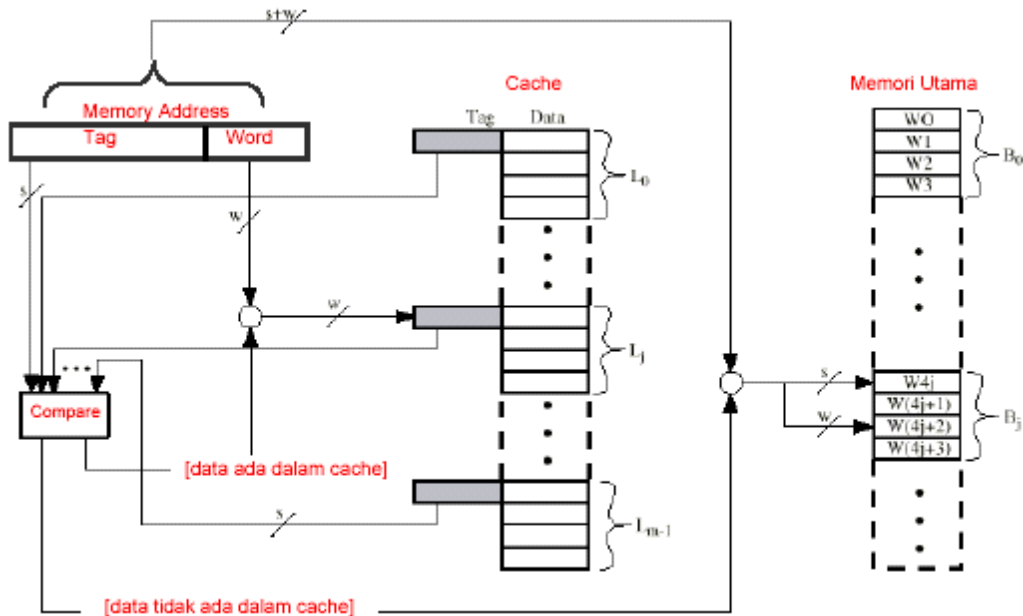 s+w
Cache
Memori Utama
Memory Address
Tag Word
Tag Data
W0
W1
W2
W3
B0
L0
s
w
w
Lj
s
W4j
W(4j+1)
w
W(4j+2)
W(4j+3)
Bj
Compare
[data ada dalam cache]
s
Lm-1
[data tidak ada dalam cache]